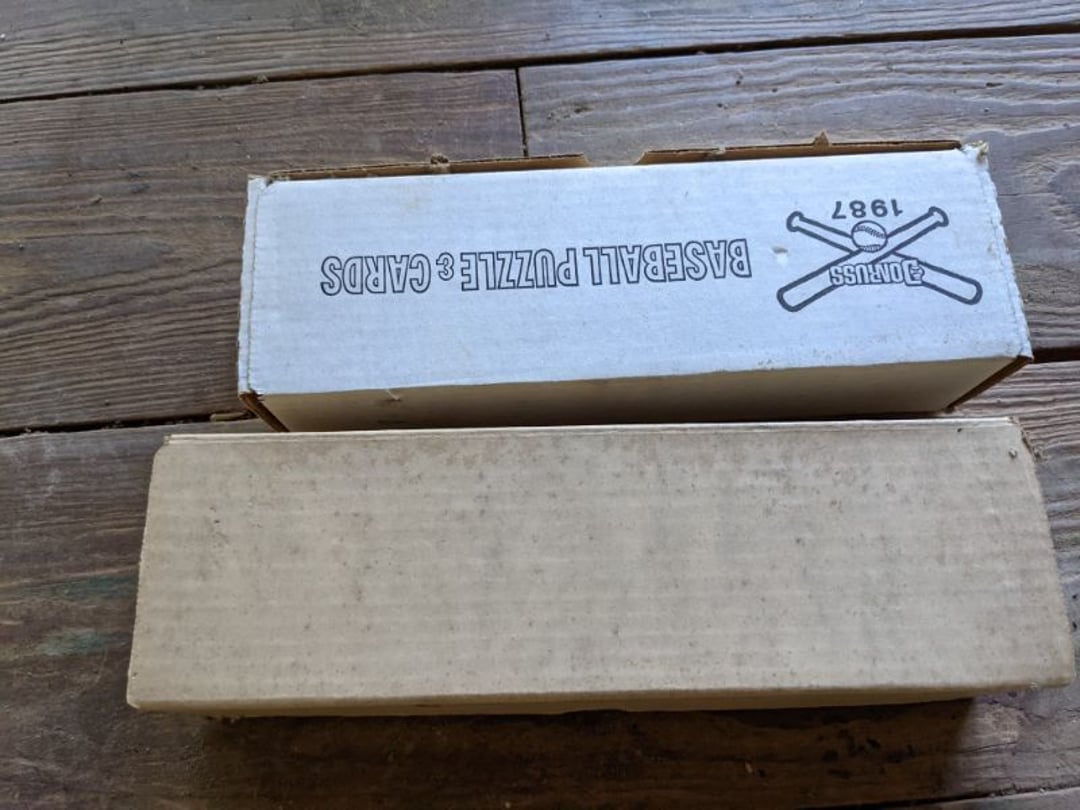 DONRUSS
1987
BASEBALL PUZZLE & CARDS